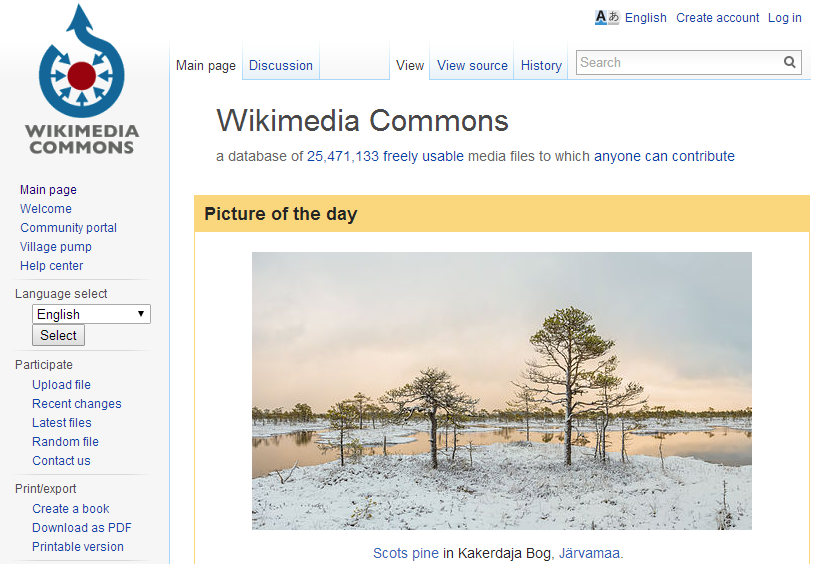 Aあ English Create account Log in
WIKIMEDIA
COMMONS
Main page Discussion View View source History Search
Wikimedia Commons
a database of 25,471,133 freely usable media files to which anyone can contribute
Main page
Welcome
Community portal
Village pump
Help center
Language select
English
Select
Participate
Upload file
Recent changes
Latest files
Random file
Contact us
Print/export
Create a book
Download as PDF
Printable version
Picture of the day
Scots pine in Kakerdaja Bog, Järvamaa.